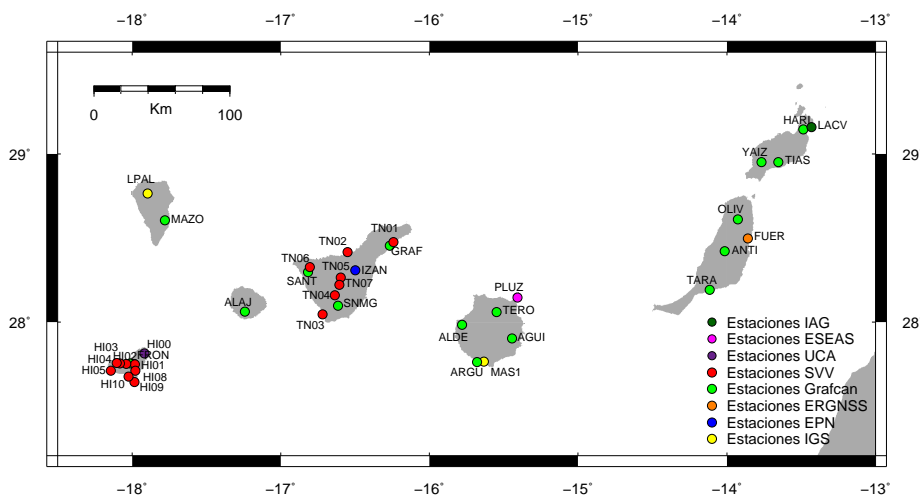 −18˚ −17˚ −16˚ −15˚ −14˚ −13˚
0 Km 100
29˚ 29˚
28˚ 28˚
LPAL
MAZO
ALAJ
HI00
HI03
HI04
HI02
FRON
HI01
HI05
HI08
HI10
HI09
TN01
TN02
GRAF
TN06
TN05
IZAN
SANT
TN07
TN04
SNMG
TN03
PLUZ
TERO
ALDE
AGUI
ARGU
MAS1
HARI
LACV
YAIZ
TIAS
OLIV
FUER
ANTI
TARA
Estaciones IAG
Estaciones ESEAS
Estaciones UCA
Estaciones SVV
Estaciones Grafcan
Estaciones ERGNSS
Estaciones EPN
Estaciones IGS
−18˚ −17˚ −16˚ −15˚ −14˚ −13˚